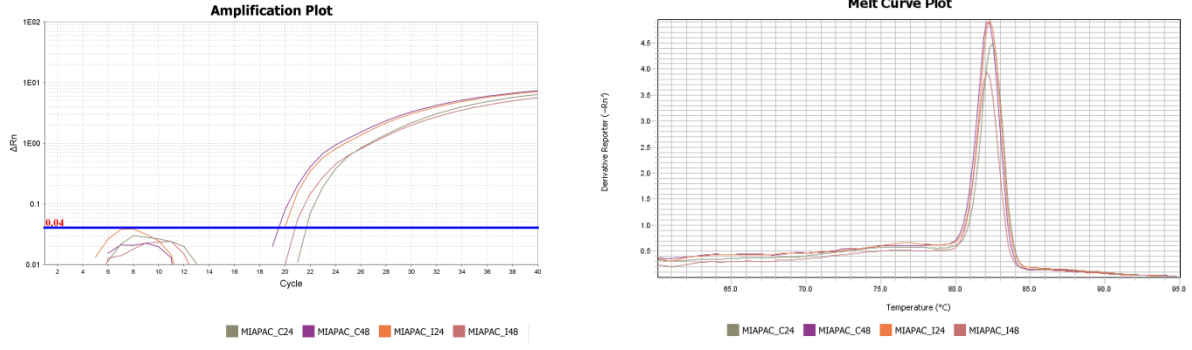 Amplification Plot
1E02
1E01
1E00
0.1
0.01
ΔRn
0.04
2 4 6 8 10 12 14 16 18 20 22 24 26 28 30 32 34 36 38 40
Cycle
MIAPAC_C24 MIAPAC_C48 MIAPAC_I24 MIAPAC_I48
Melt Curve Plot
4.5
4.0
3.5
3.0
2.5
2.0
1.5
1.0
0.5
Derivative Reporter (-Rn')
65.0 70.0 75.0 80.0 85.0 90.0 95.0
Temperature (°C)
MIAPAC_C24 MIAPAC_C48 MIAPAC_I24 MIAPAC_I48